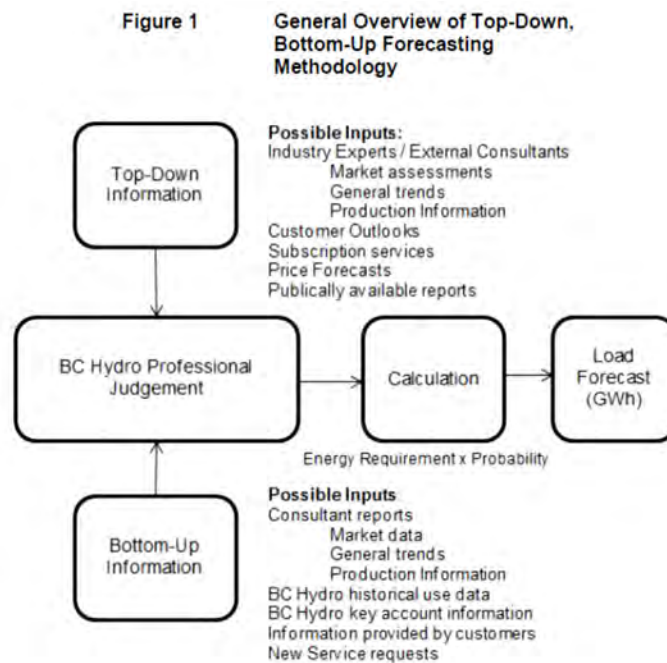 Figure 1 General Overview of Top-Down,
Bottom-Up Forecasting
Methodology
Top-Down
Information
Possible Inputs:
Industry Experts / External Consultants
Market assessments
General trends
Production Information
Customer Outlooks
Subscription services
Price Forecasts
Publically available reports
BC Hydro Professional
Judgement
Calculation
Load
Forecast
(GWh)
Energy Requirement x Probability
Bottom-Up
Information
Possible Inputs
Consultant reports
Market data
General trends
Production Information
BC Hydro historical use data
BC Hydro key account information
Information provided by customers
New Service requests